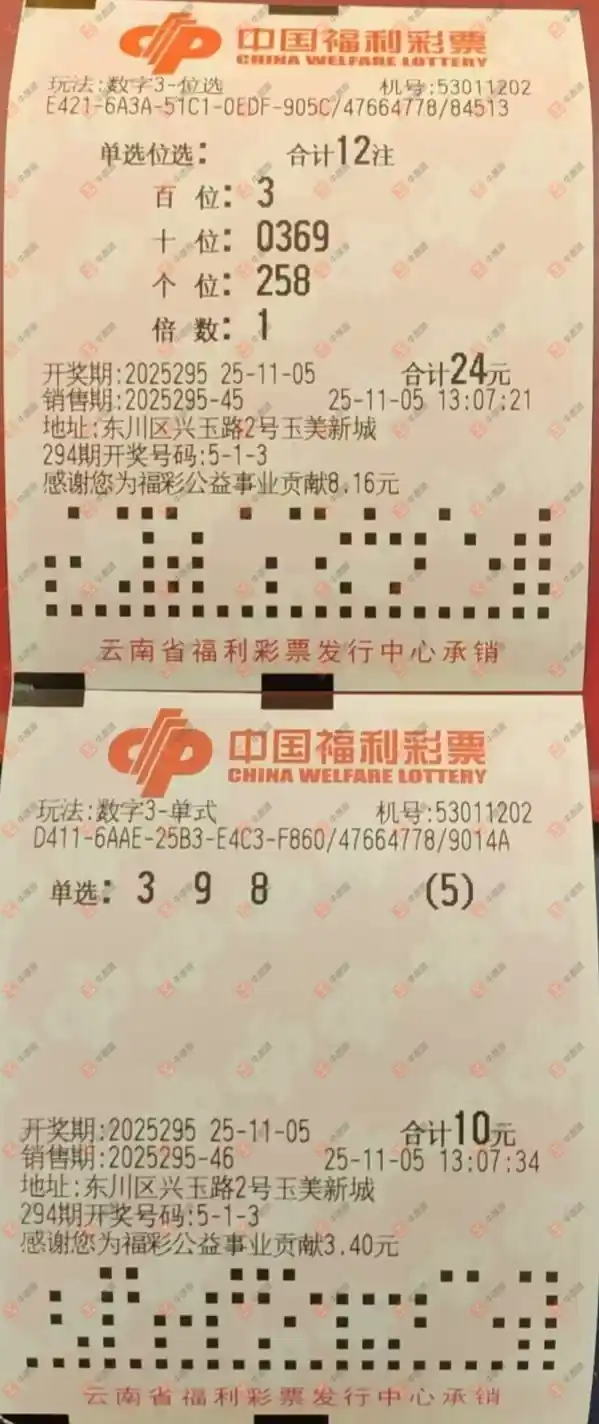 中国福利彩票
CHINA WELFARE LOTTERY
玩法:数字3-位选 机号:53011202
E421-6A3A-51C1-0EDF-905C/47664778/84513
单选位选: 合计12注
百 位: 3
十 位: 0369
个 位: 258
倍 数: 1
开奖期:2025295 25-11-05 合计24元
销售期:2025295-45 25-11-05 13:07:21
地址:东川区兴玉路2号玉美新城
294期开奖号码:5-1-3
感谢您为福彩公益事业贡献8.16元
云南省福利彩票发行中心承销
中国福利彩票
CHINA WELFARE LOTTERY
玩法:数字3-单式 机号:53011202
D411-6AAE-25B3-E4C3-F860/47664778/9014A
单选: 3 9 8 (5)
开奖期:2025295 25-11-05 合计10元
销售期:2025295-46 25-11-05 13:07:34
地址:东川区兴玉路2号玉美新城
294期开奖号码:5-1-3
感谢您为福彩公益事业贡献3.40元
云南省福利彩票发行中心承销